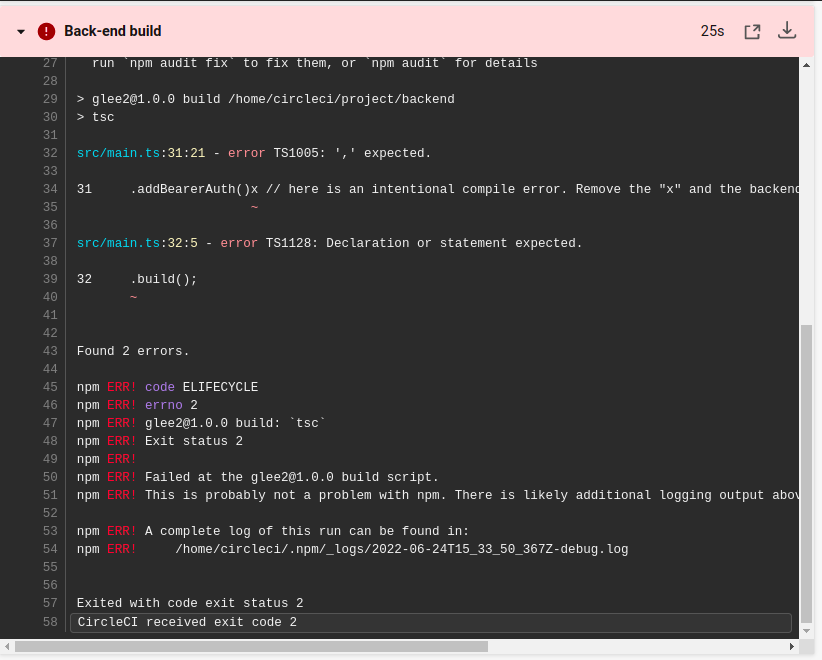 Back-end build 25s
27 run `npm audit fix` to fix them, or `npm audit` for details
28
29 > glee2@1.0.0 build /home/circleci/project/backend
30 > tsc
31
32 src/main.ts:31:21 - error TS1005: ',' expected.
33
34 31     .addBearerAuth()x // here is an intentional compile error. Remove the "x" and the backend
35 ~
36
37 src/main.ts:32:5 - error TS1128: Declaration or statement expected.
38
39 32     .build();
40 ~
41
42
43 Found 2 errors.
44
45 npm ERR! code ELIFECYCLE
46 npm ERR! errno 2
47 npm ERR! glee2@1.0.0 build: `tsc`
48 npm ERR! Exit status 2
49 npm ERR!
50 npm ERR! Failed at the glee2@1.0.0 build script.
51 npm ERR! This is probably not a problem with npm. There is likely additional logging output abov
52
53 npm ERR! A complete log of this run can be found in:
54 npm ERR!     /home/circleci/.npm/_logs/2022-06-24T15_33_50_367Z-debug.log
55
56
57 Exited with code exit status 2
58 CircleCI received exit code 2